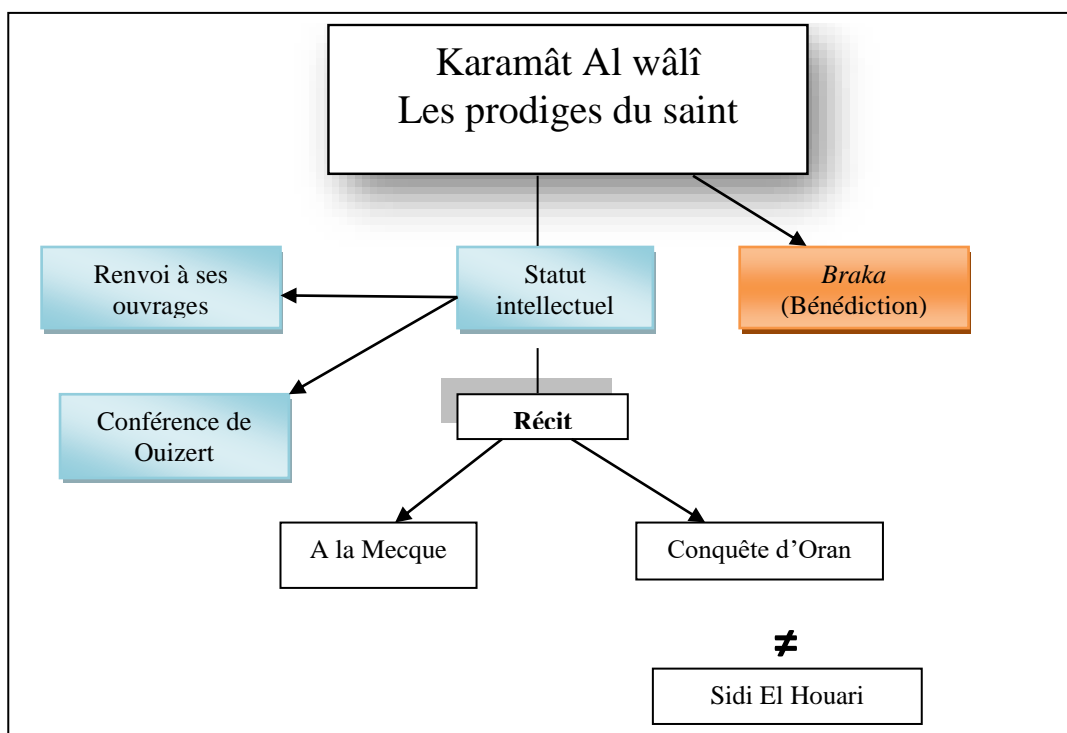 Karamât Al wâlî
Les prodiges du saint
Renvoi à ses
ouvrages
Statut
intellectuel
Braka
(Bénédiction)
Conférence de
Ouizert
Récit
A la Mecque
Conquête d’Oran
≠
Sidi El Houari